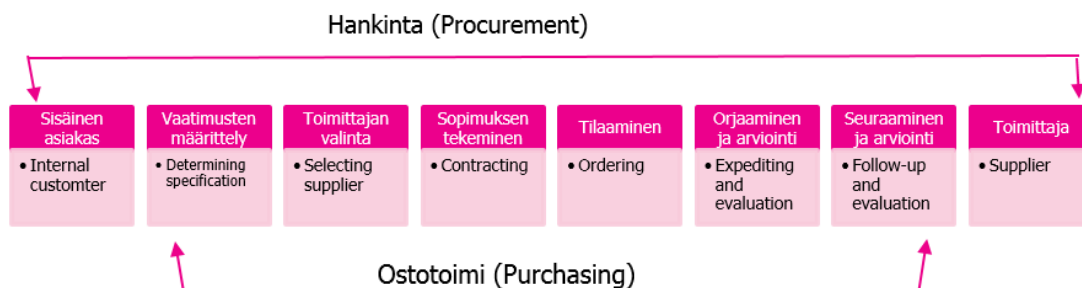 Hankinta (Procurement)
Sisäinen
asiakas
• Internal
customter
Vaatimusten
määrittely
• Determining
specification
Toimittajan
valinta
• Selecting
supplier
Sopimuksen
tekeminen
• Contracting
Tilaaminen
• Ordering
Orjaaminen
ja arviointi
• Expediting
and
evaluation
Seuraaminen
ja arviointi
• Follow-up
and
evaluation
Toimittaja
• Supplier
Ostotoimi (Purchasing)